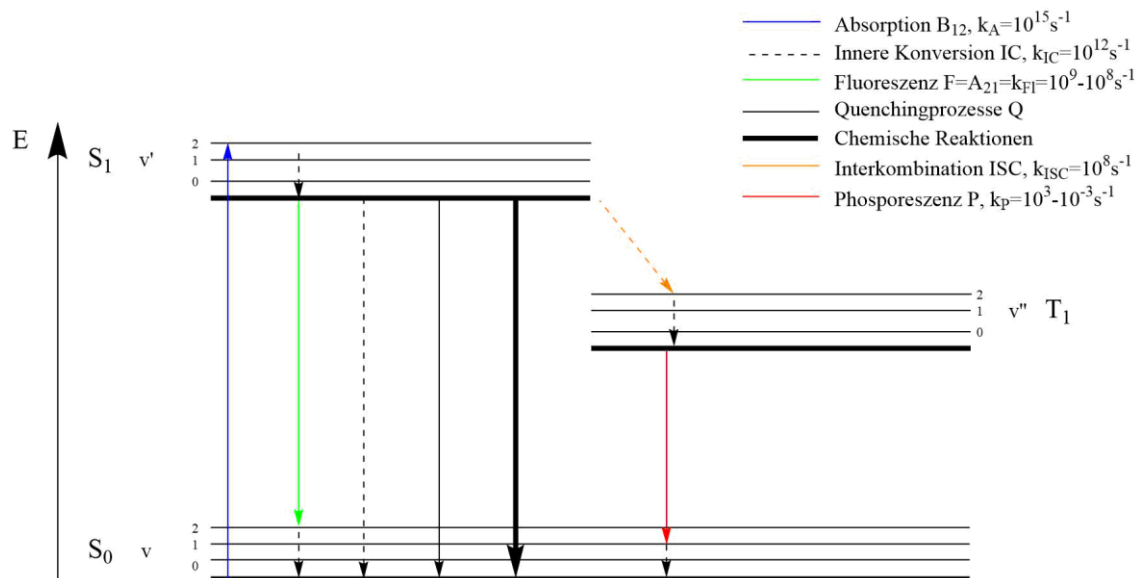 Absorption B12, kA=10^15s^-1
Innere Konversion IC, kIC=10^12s^-1
Fluoreszenz F=A21=kFl=10^9-10^8s^-1
Quenchingprozesse Q
Chemische Reaktionen
Interkombination ISC, kISC=10^8s^-1
Phosporeszenz P, kP=10^3-10^-3s^-1
E
S1 v' 2
1
0
2
1 v" T1
0
2
S0 v 1
0